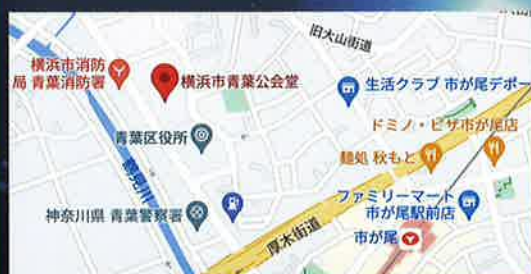 旧大山街道
横浜市消防
局 青葉消防署
横浜市青葉公会堂
生活クラブ 市が尾デポー
ドミノ・ピザ市が尾店
青葉区役所
麺処 秋もと
鶴見川
ファミリーマート
市が尾駅前店
神奈川県 青葉警察署
厚木街道
市が尾